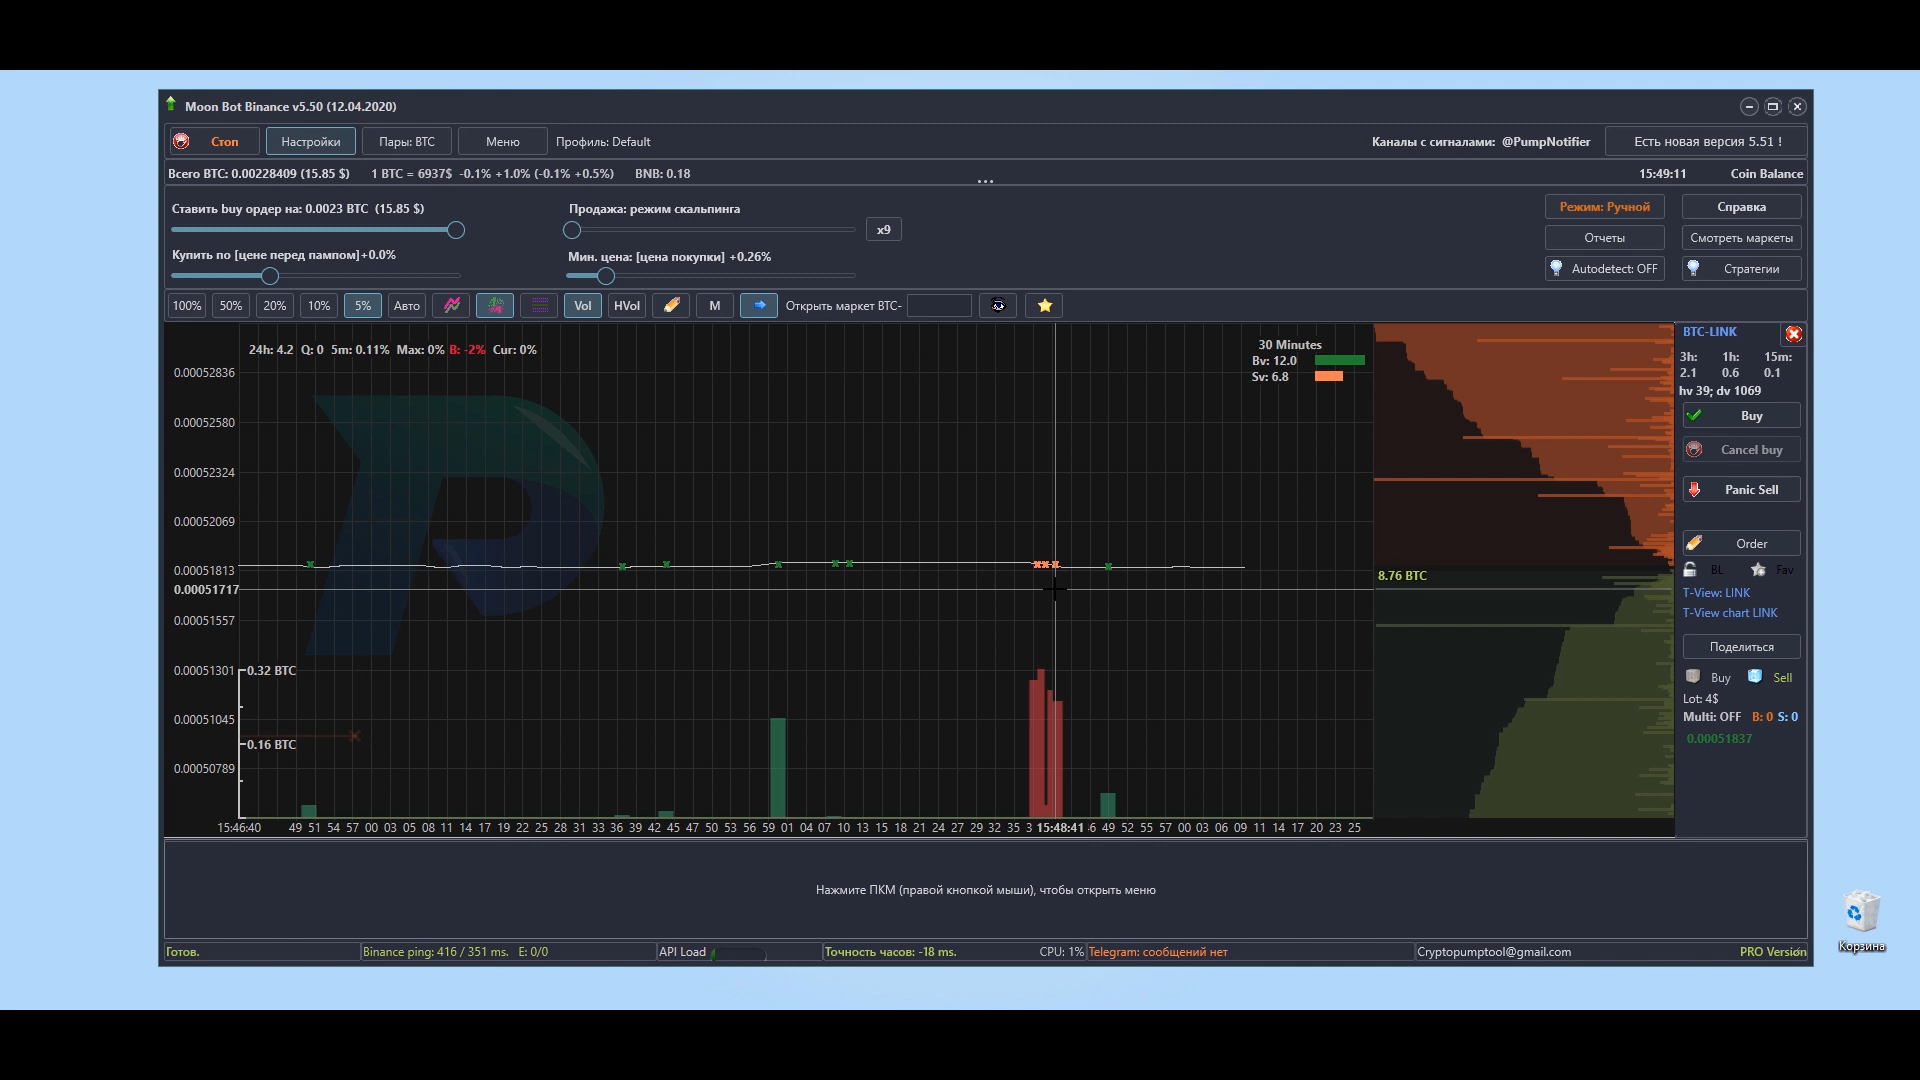 Moon Bot Binance v5.50 (12.04.2020)
Стоп Настройки Пары: BTC Меню Профиль: Default Каналы с сигналами: @PumpNotifier Есть новая версия 5.51 !
Всего BTC: 0.00228409 (15.85 $) 1 BTC = 6937$ -0.1% +1.0% (-0.1% +0.5%) BNB: 0.18 ... 15:49:11 Coin Balance
Ставить buy ордер на: 0.0023 BTC (15.85 $) Продажа: режим скальпинга Режим: Ручной Справка
x9
Отчеты Смотреть маркеты
Купить по [цене перед пампом]+0.0% Мин. цена: [цена покупки] +0.26%
Autodetect: OFF Стратегии
100% 50% 20% 10% 5% Авто Vol HVol M Открыть маркет BTC-
BTC-LINK
24h: 4.2 Q: 0 5m: 0.11% Max: 0% B: -2% Cur: 0%
30 Minutes
Bv: 12.0
Sv: 6.8
3h: 1h: 15m:
2.1 0.6 0.1
hv 39; dv 1069
Buy
Cancel buy
Panic Sell
Order
BL Fav
T-View: LINK
T-View chart LINK
Поделиться
Buy Sell
Lot: 4$
Multi: OFF B: 0 S: 0
0.00051837
8.76 BTC
0.00052836
0.00052580
0.00052324
0.00052069
0.00051813
0.00051717
0.00051557
0.00051301 0.32 BTC
0.00051045
0.16 BTC
0.00050789
15:46:40 49 51 54 57 00 03 05 08 11 14 17 19 22 25 28 31 33 36 39 42 45 47 50 53 56 59 01 04 07 10 13 15 18 21 24 27 29 32 35 3 15:48:41 6 49 52 55 57 00 03 06 09 11 14 17 20 23 25
Нажмите ПКМ (правой кнопкой мыши), чтобы открыть меню
Готов. Binance ping: 416 / 351 ms. E: 0/0 API Load Точность часов: -18 ms. CPU: 1% Telegram: сообщений нет Cryptopumptool@gmail.com PRO Version
Корзина